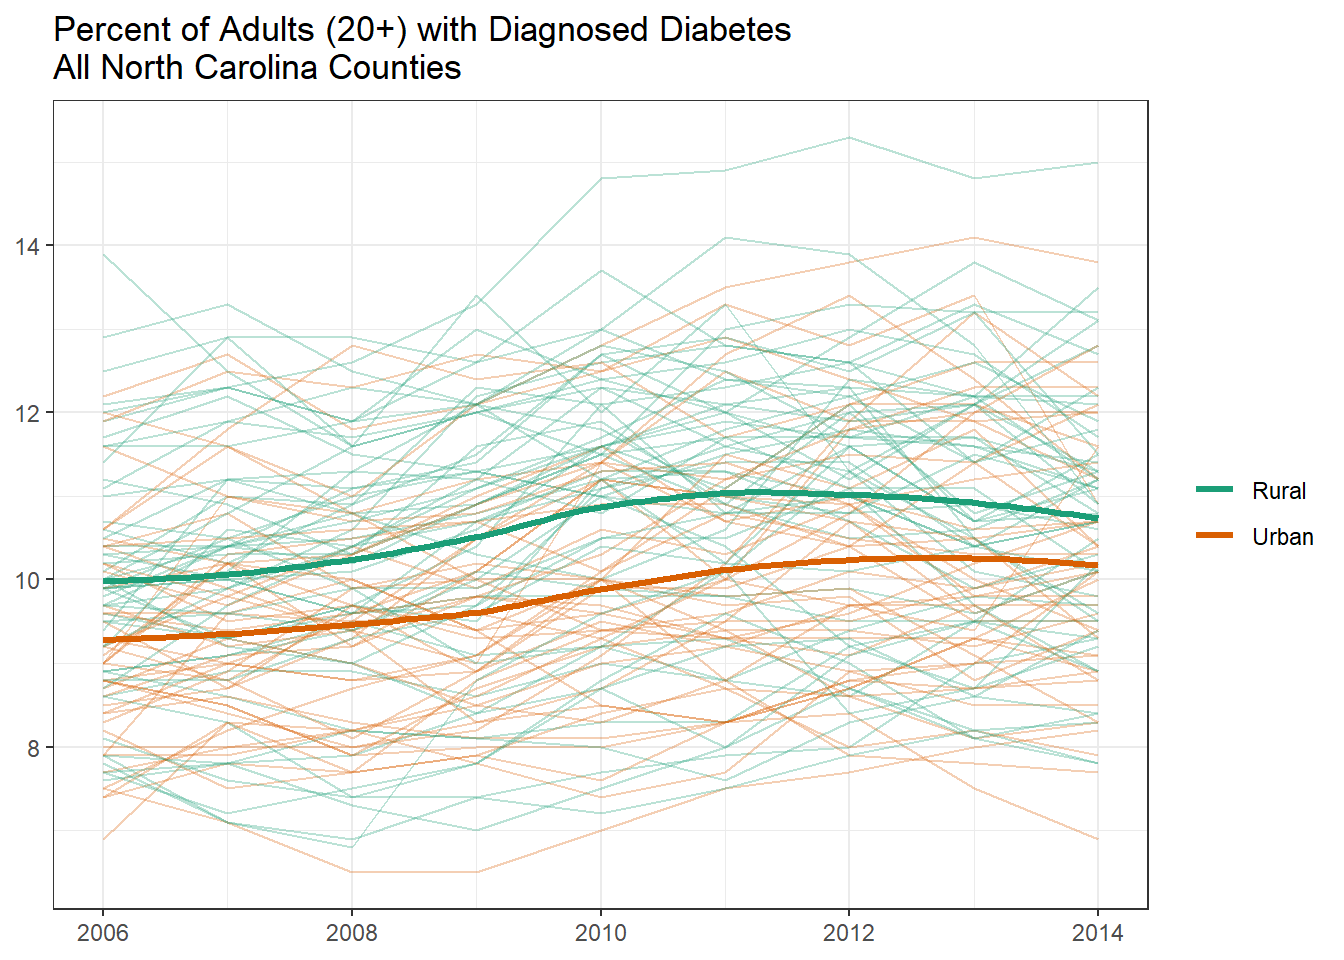 Percent of Adults (20+) with Diagnosed Diabetes
All North Carolina Counties
14
12
10
8
2006
2008
2010
2012
2014
Rural
Urban